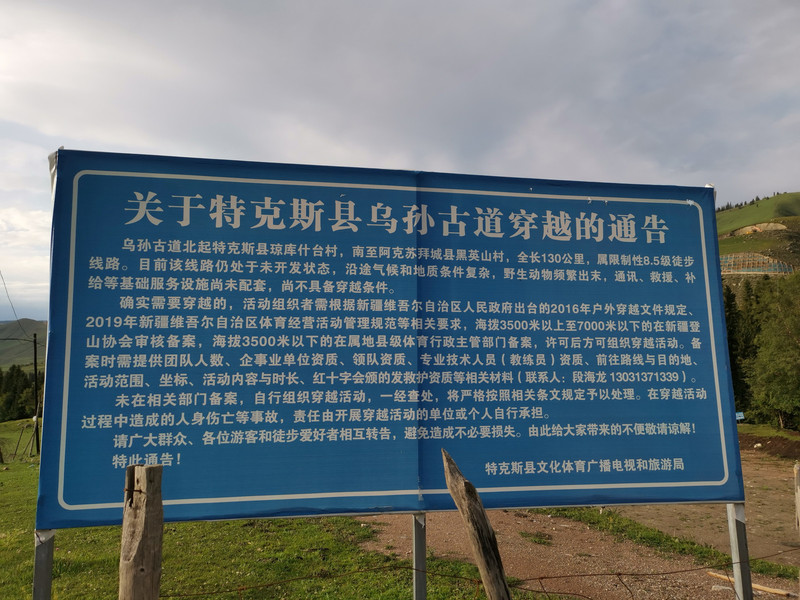 关于特克斯县乌孙古道穿越的通告
乌孙古道北起特克斯县琼库什台村，南至阿克苏拜城县黑英山村，全长130公里，属限制性8.5级徒步
线路。目前该线路仍处于未开发状态，沿途气候和地质条件复杂，野生动物频繁出末，通讯、救援、补
给等基础服务设施尚未配套，尚不具备穿越条件。
确实需要穿越的，活动组织者需根据新疆维吾尔自治区人民政府出台的2016年户外穿越文件规定、
2019年新疆维吾尔自治区体育经营活动管理规范等相关要求，海拨3500米以上至7000米以下的在新疆登
山协会审核备案，海拔3500米以下的在属地县级体育行政主管部门备案，许可后方可组织穿越活动。备
案时需提供团队人数、企事业单位资质、领队资质、专业技术人员（教练员）资质、前往路线与目的地、
活动范围、坐标、活动内容与时长、红十字会颁的发救护资质等相关材料（联系人：段海龙13031371339）。
未在相关部门备案，自行组织穿越活动，一经查处，将严格按照相关条文规定予以处理。在穿越活动
过程中造成的人身伤亡等事故，责任由开展穿越活动的单位或个人自行承担。
请广大群众、各位游客和徒步爱好者相互转告，避免造成不必要损失。由此给大家带来的不便敬请谅解！
特此通告！
特克斯县文化体育广播电视和旅游局